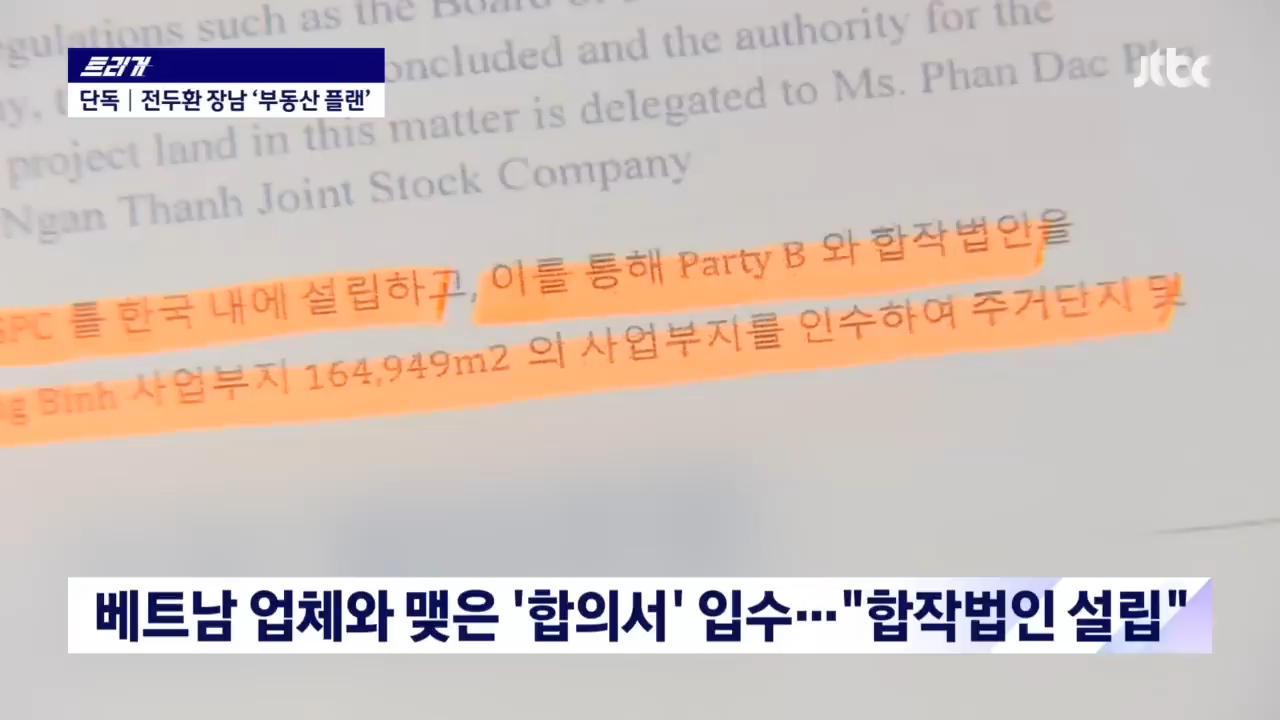 egulations such as the Board of
트리거
oncluded and the authority for the
jtbc
단독 | 전두환 장남 '부동산 플랜'
project land in this matter is delegated to Ms. Phan Dac
Ngan Thanh Joint Stock Company
SPC 를 한국 내에 설립하고, 이를 통해 Party B 와 합작법인을
Binh 사업부지 164,949m2 의 사업부지를 인수하여 주거단지 및
베트남 업체와 맺은 '합의서' 입수…"합작법인 설립"